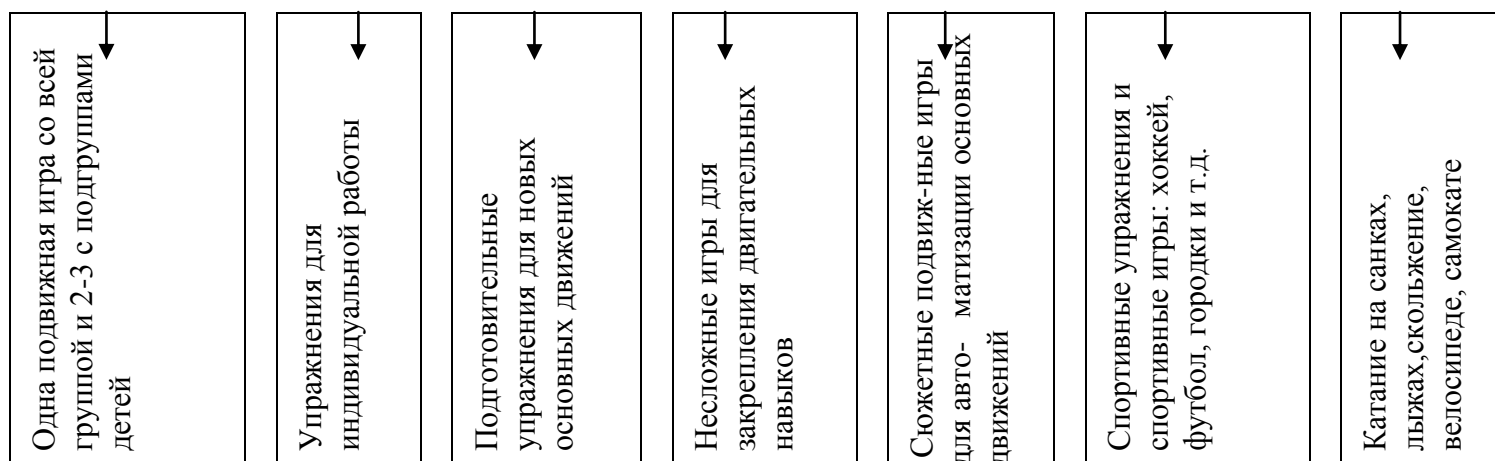 Одна подвижная игра со всей
группой и 2-3 с подгруппами
детей
Упражнения для
индивидуальной работы
Подготовительные
упражнения для новых
основных движений
Несложные игры для
закрепления двигательных
навыков
Сюжетные подвиж-ные игры
для авто- матизации основных
движений
Спортивные упражнения и
спортивные игры: хоккей,
футбол, городки и т.д.
Катание на санках,
лыжах,скольжение,
велосипеде, самокате